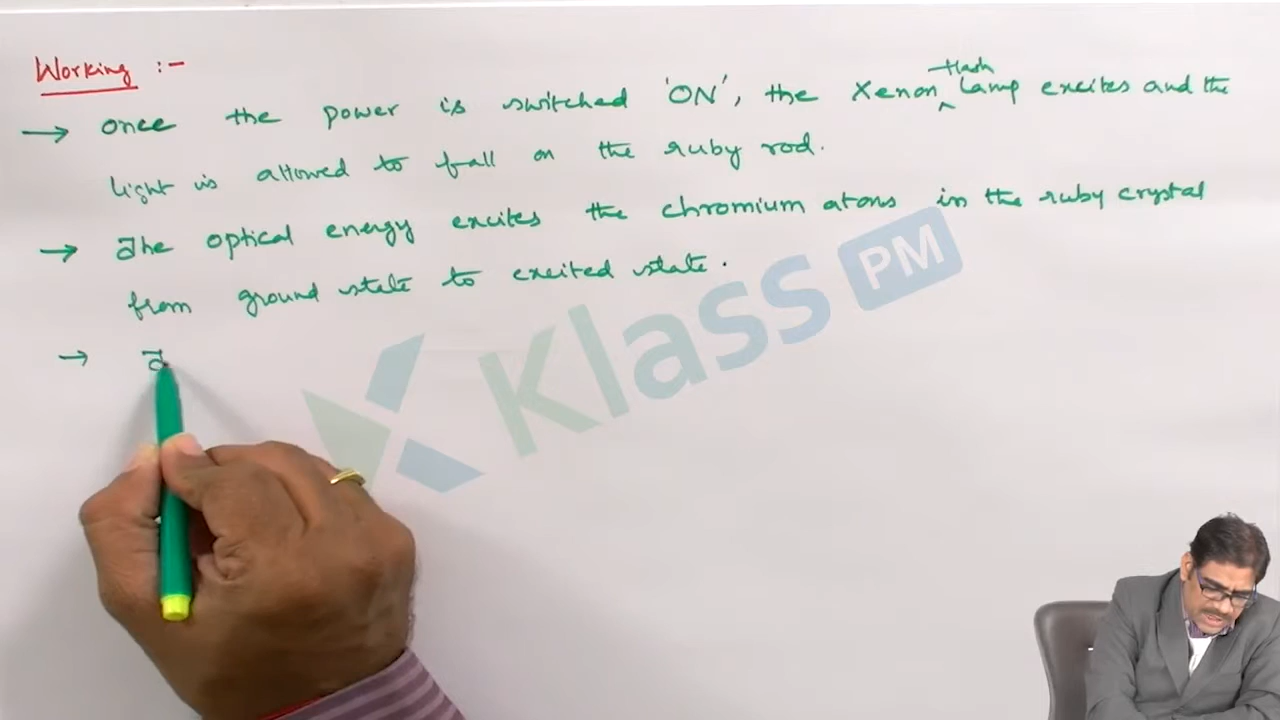 Working :-
→ once the power is switched 'ON', the Xenon flash lamp excites and the
light is allowed to fall on the ruby rod.
→ The optical energy excites the chromium atoms in the ruby crystal
from ground state to excited state.
→
Klass PM